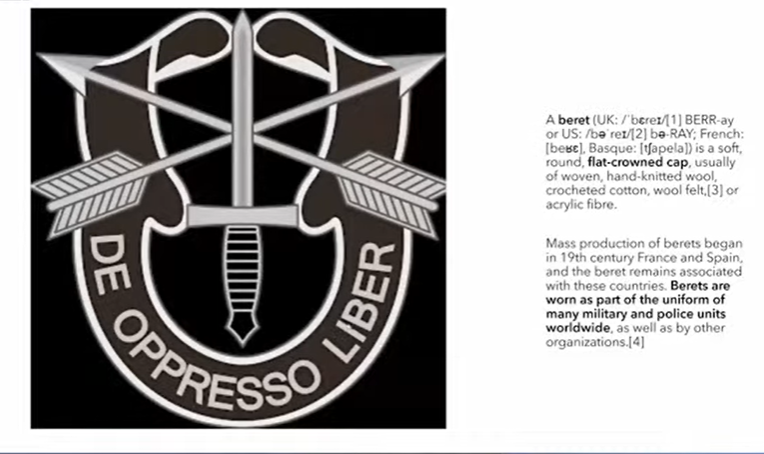 DE OPPRESSO LIBER
A beret (UK: /ˈbɛreɪ/[1] BERR-ay
or US: /bəˈreɪ/[2] bə-RAY; French:
[beʁɛ], Basque: [tʃapela]) is a soft,
round, flat-crowned cap, usually
of woven, hand-knitted wool,
crocheted cotton, wool felt,[3] or
acrylic fibre.
Mass production of berets began
in 19th century France and Spain,
and the beret remains associated
with these countries. Berets are
worn as part of the uniform of
many military and police units
worldwide, as well as by other
organizations.[4]